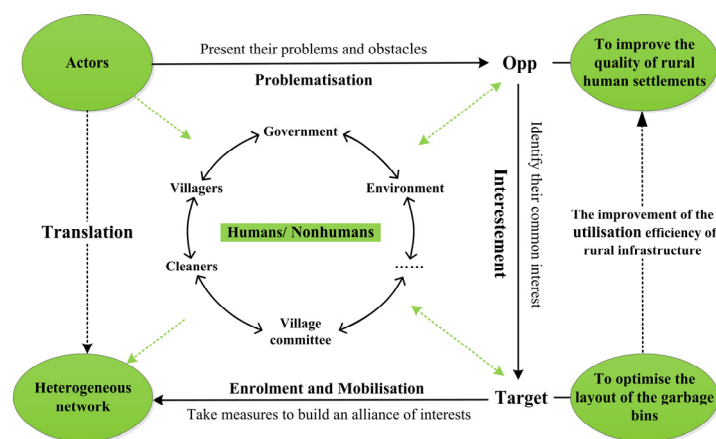 Actors
Present their problems and obstacles
Problematisation
Opp
To improve the
quality of rural
human settlements
Government
Villagers
Environment
Humans/ Nonhumans
Cleaners
......
Village
committee
Translation
Interestement
Identify their common interest
The improvement of the
utilisation efficiency of
rural infrastructure
Heterogeneous
network
Enrolment and Mobilisation
Take measures to build an alliance of interests
Target
To optimise the
layout of the garbage
bins